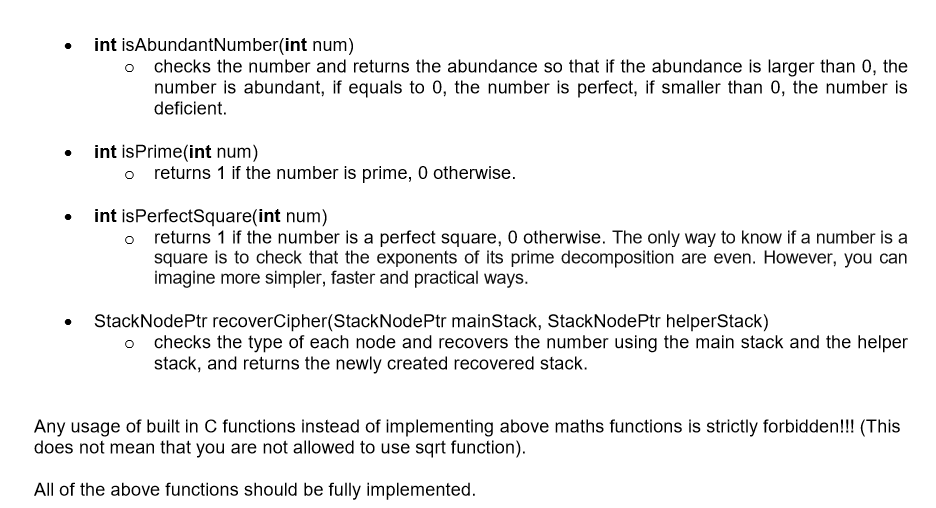 • int isAbundantNumber(int num)
o checks the number and returns the abundance so that if the abundance is larger than 0, the
number is abundant, if equals to 0, the number is perfect, if smaller than 0, the number is
deficient.
• int isPrime(int num)
o returns 1 if the number is prime, 0 otherwise.
• int isPerfectSquare(int num)
o returns 1 if the number is a perfect square, 0 otherwise. The only way to know if a number is a
square is to check that the exponents of its prime decomposition are even. However, you can
imagine more simpler, faster and practical ways.
• StackNodePtr recoverCipher(StackNodePtr mainStack, StackNodePtr helperStack)
o checks the type of each node and recovers the number using the main stack and the helper
stack, and returns the newly created recovered stack.
Any usage of built in C functions instead of implementing above maths functions is strictly forbidden!!! (This
does not mean that you are not allowed to use sqrt function).
All of the above functions should be fully implemented.